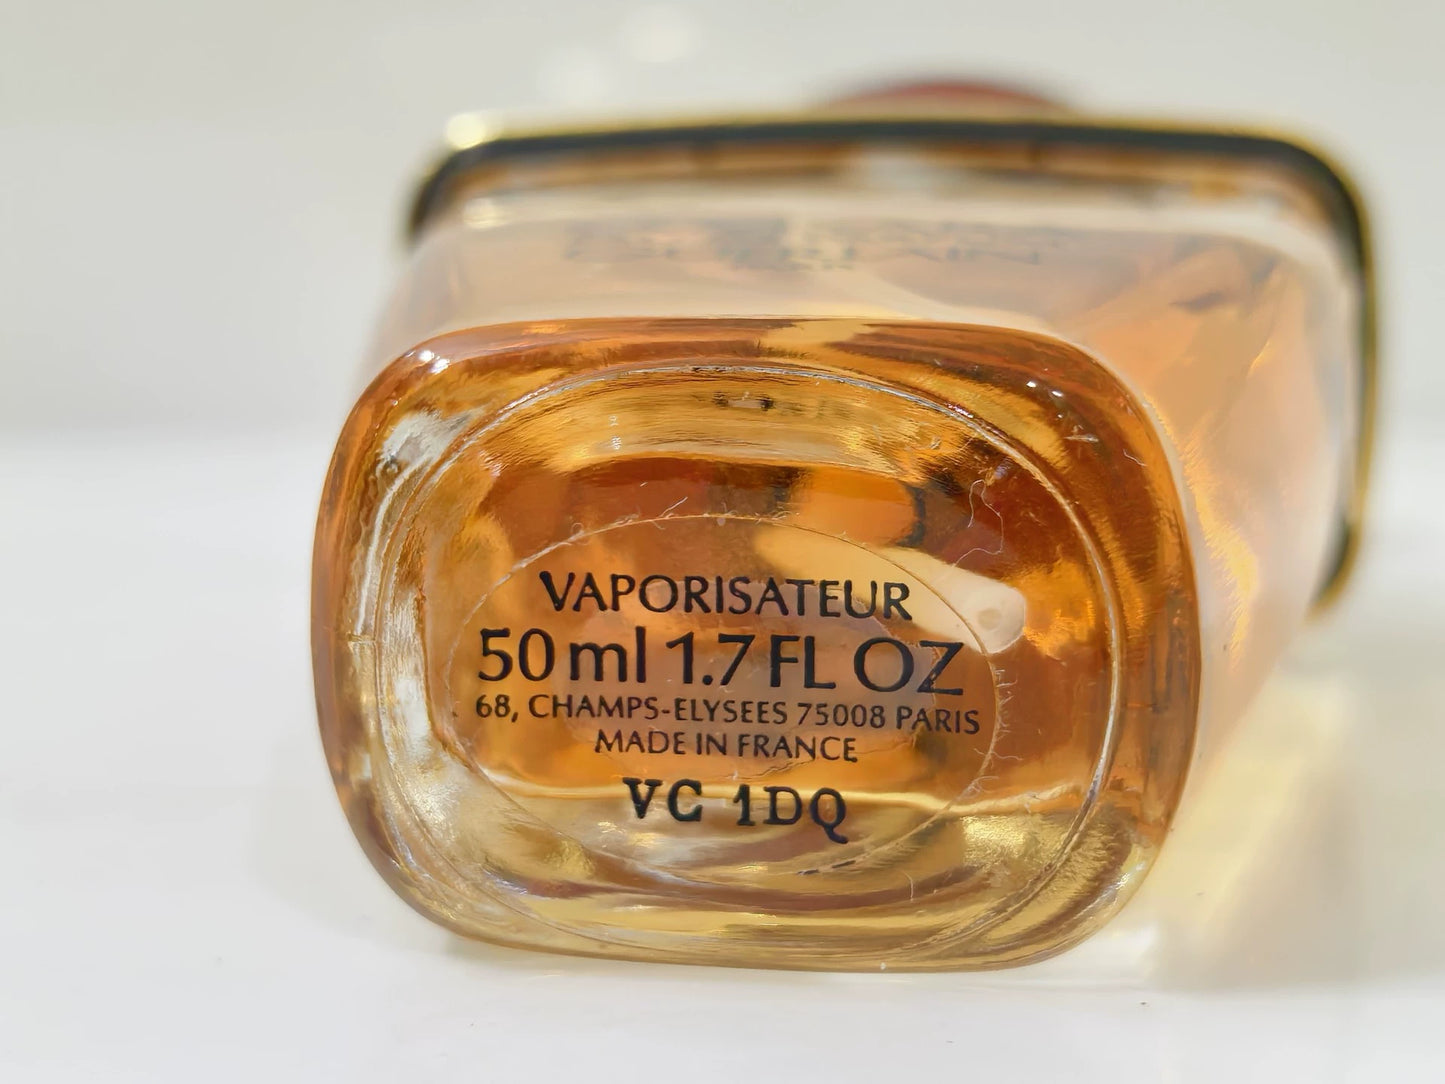 VAPORISATEUR
50 ml 1.7 FL OZ
68, CHAMPS-ELYSEES 75008 PARIS
MADE IN FRANCE
VC 1DQ